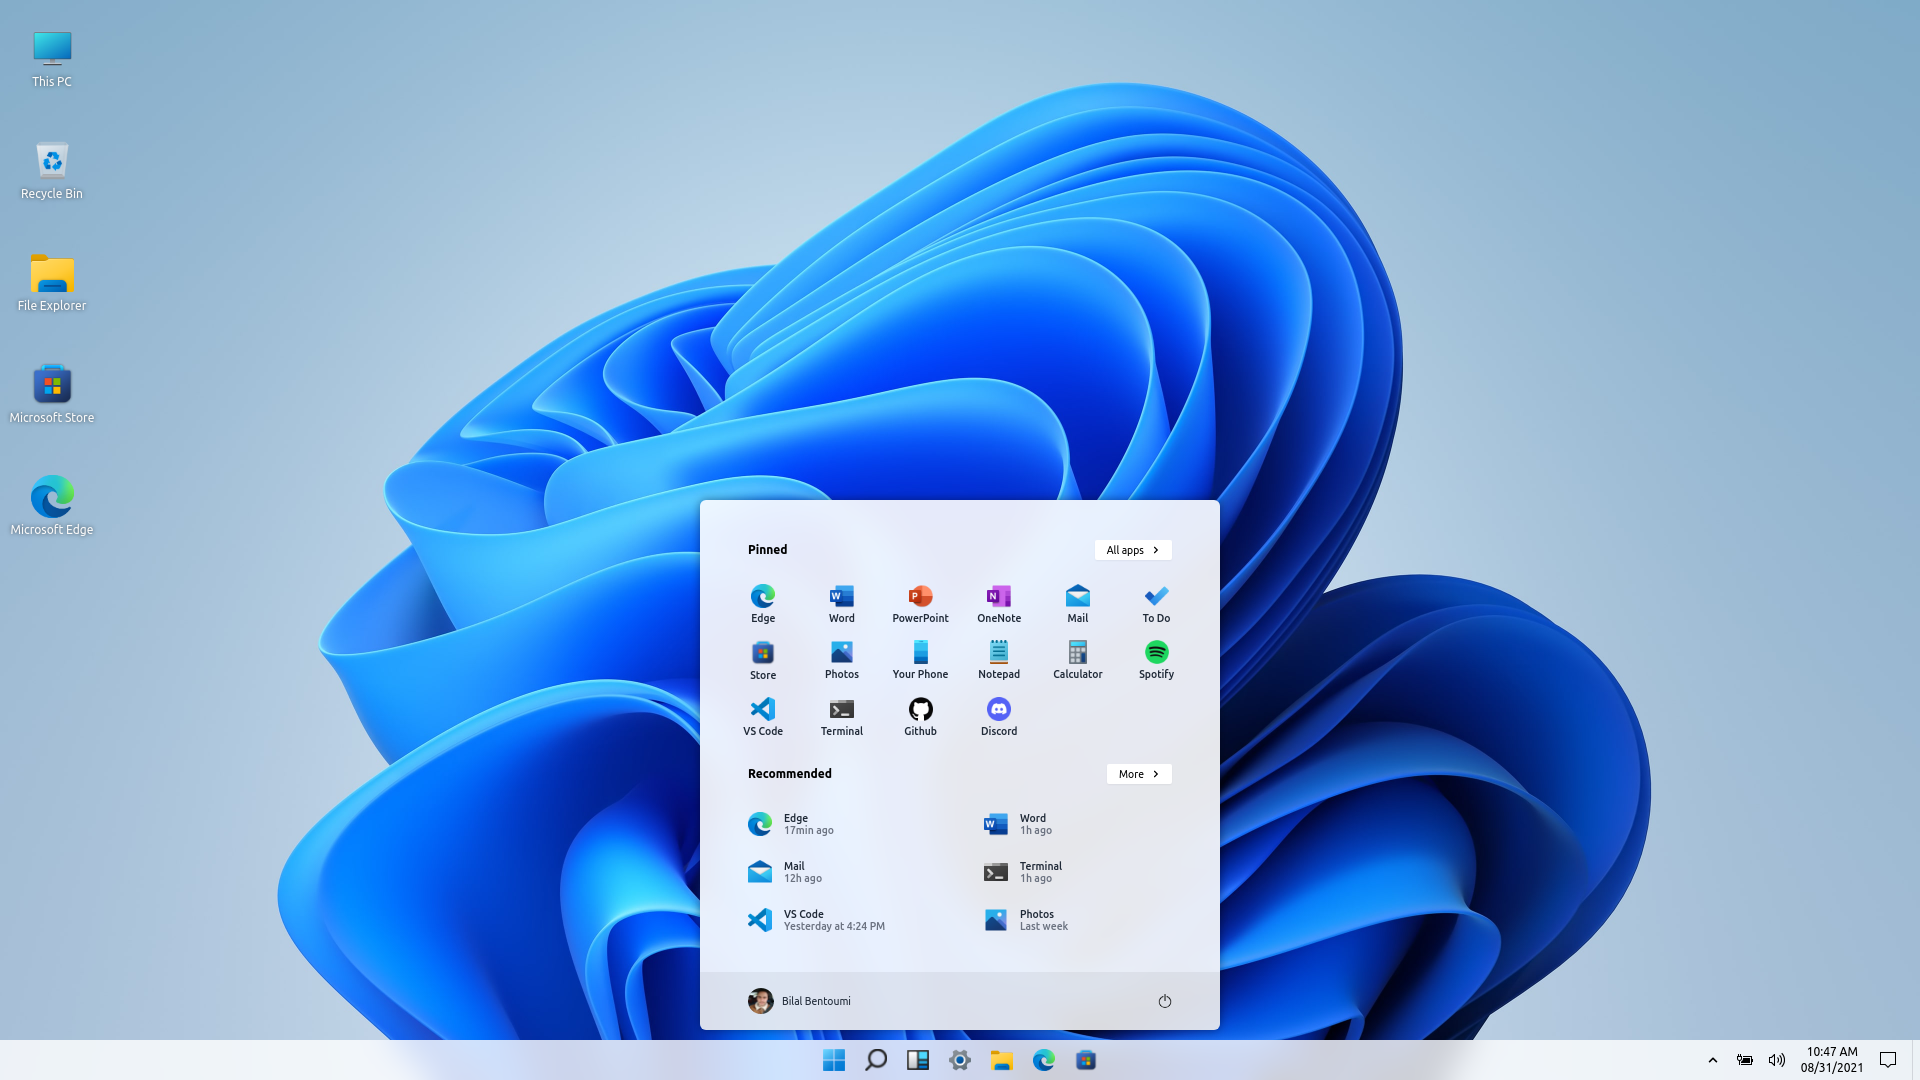 This PC
Recycle Bin
File Explorer
Microsoft Store
Microsoft Edge
Pinned
All apps
Edge
Word
PowerPoint
OneNote
Mail
To Do
Store
Photos
Your Phone
Notepad
Calculator
Spotify
VS Code
Terminal
Github
Discord
Recommended
More
Edge
17min ago
Word
1h ago
Mail
12h ago
Terminal
1h ago
VS Code
Yesterday at 4:24 PM
Photos
Last week
Bilal Bentoumi
10:47 AM
08/31/2021